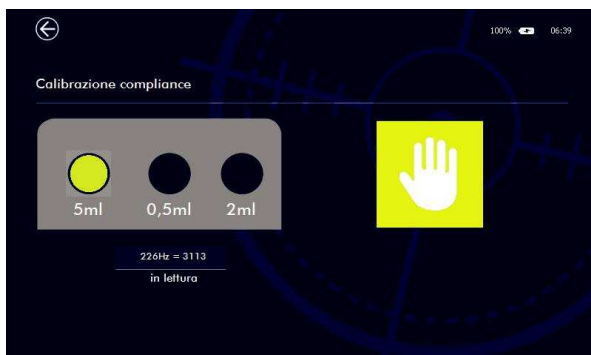 100% 06:39
Calibrazione compliance
5ml 0,5ml 2ml
226Hz = 3113
in lettura